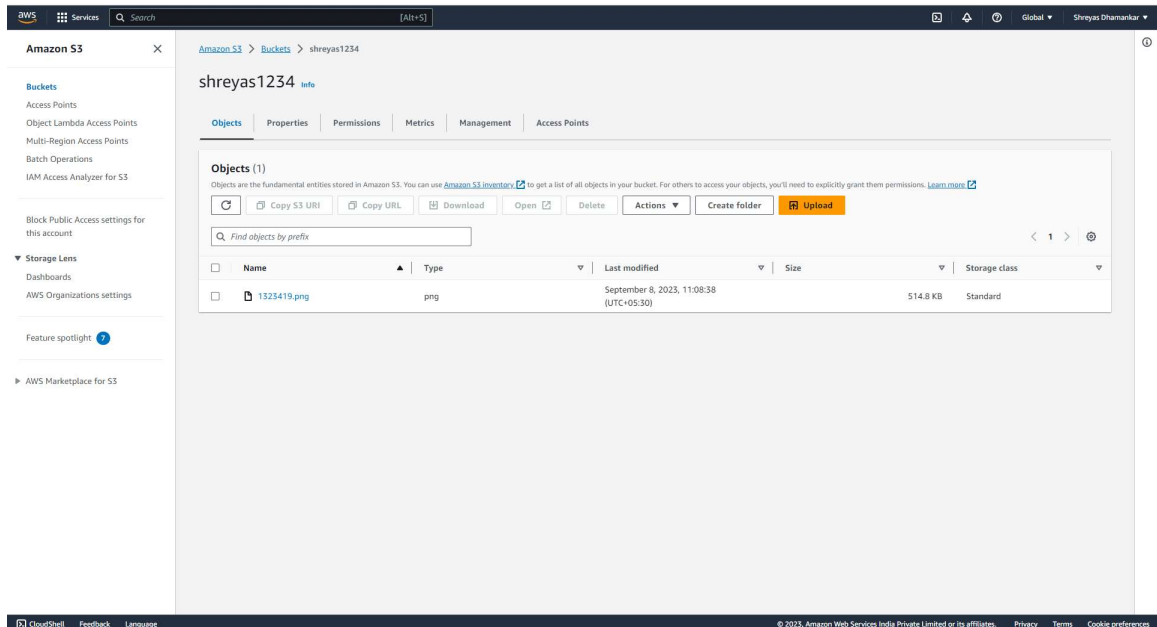 aws Services Search [Alt+S] Global ▼ Shreyas Dhamankar ▼
Amazon S3
Buckets
Access Points
Object Lambda Access Points
Multi-Region Access Points
Batch Operations
IAM Access Analyzer for S3
Block Public Access settings for
this account
▼ Storage Lens
Dashboards
AWS Organizations settings
Feature spotlight 7
▶ AWS Marketplace for S3
Amazon S3 > Buckets > shreyas1234
shreyas1234 Info
Objects Properties Permissions Metrics Management Access Points
Objects (1)
Objects are the fundamental entities stored in Amazon S3. You can use Amazon S3 inventory to get a list of all objects in your bucket. For others to access your objects, you'll need to explicitly grant them permissions. Learn more
Copy S3 URI Copy URL Download Open Delete Actions ▼ Create folder Upload
Find objects by prefix < 1 >
Name ▲ Type Last modified Size Storage class
1323419.png png September 8, 2023, 11:08:38 514.8 KB Standard
(UTC+05:30)
CloudShell Feedback Language © 2023, Amazon Web Services India Private Limited or its affiliates. Privacy Terms Cookie preferences